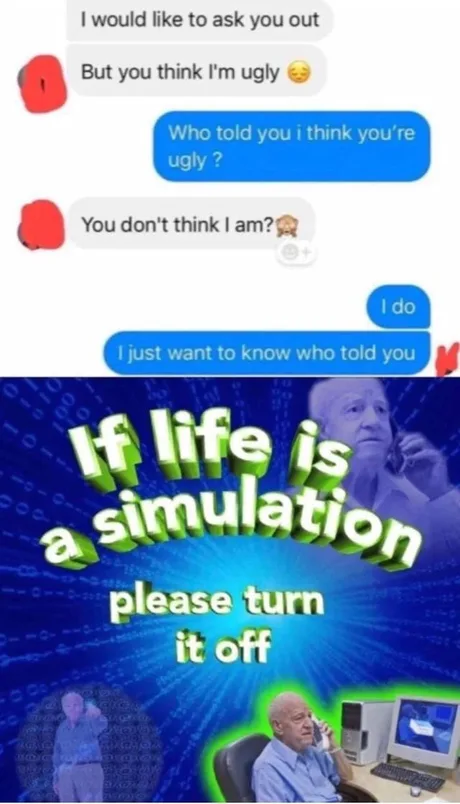 I would like to ask you out
But you think I'm ugly 😔
Who told you i think you're
ugly ?
You don't think I am?🙈
I do
I just want to know who told you
If life is
a simulation
please turn
it off